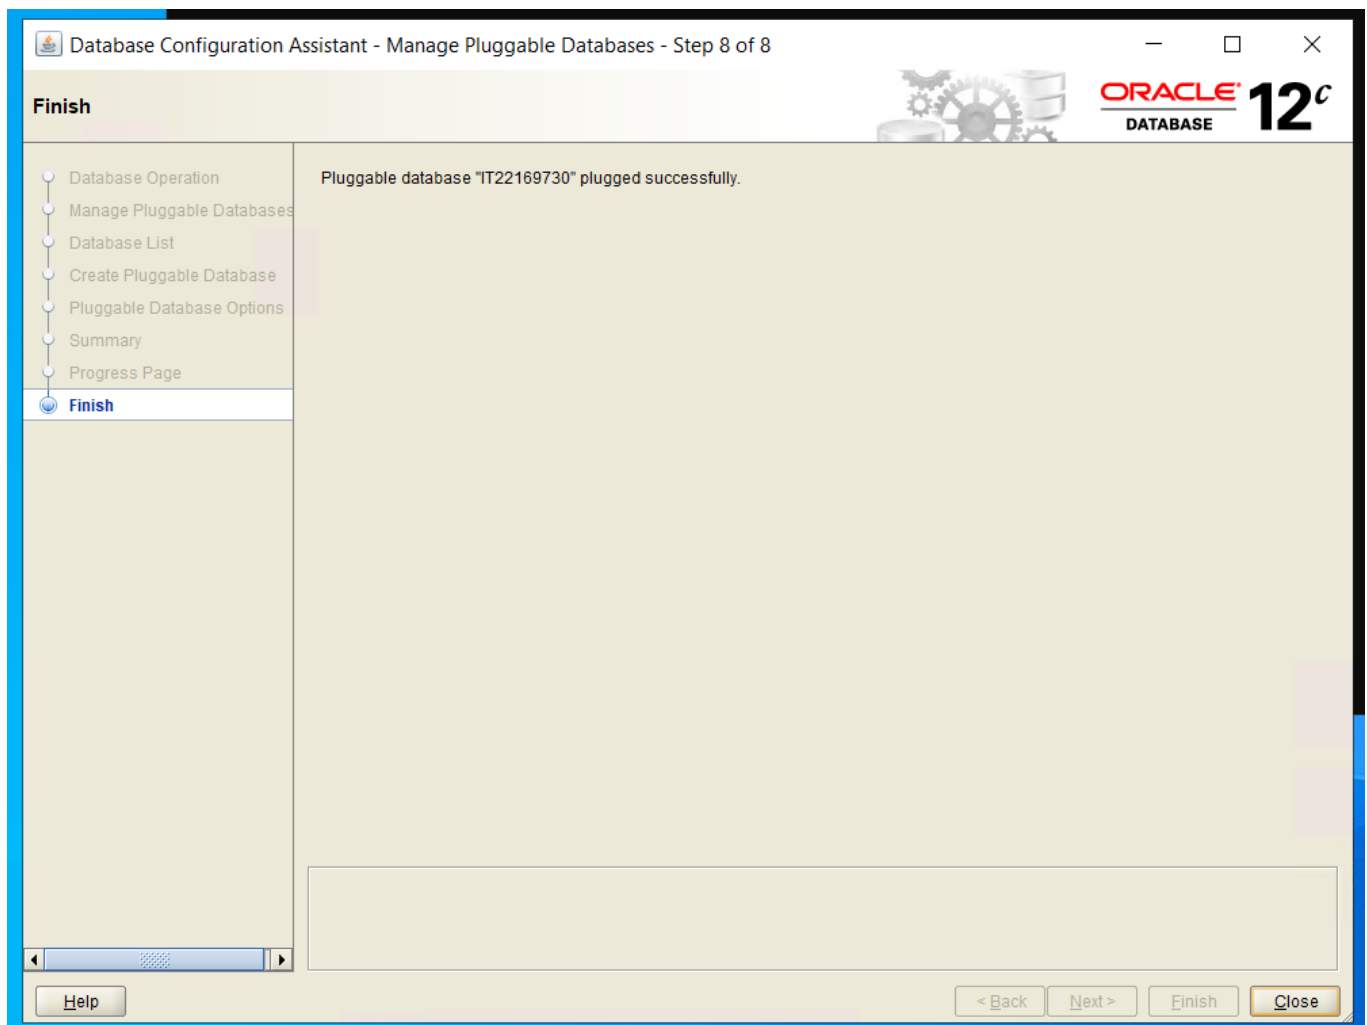 Database Configuration Assistant - Manage Pluggable Databases - Step 8 of 8
Finish
ORACLE
DATABASE
12c
Database Operation
Manage Pluggable Databases
Database List
Create Pluggable Database
Pluggable Database Options
Summary
Progress Page
Finish
Pluggable database "IT22169730" plugged successfully.
Help
< Back
Next >
Finish
Close